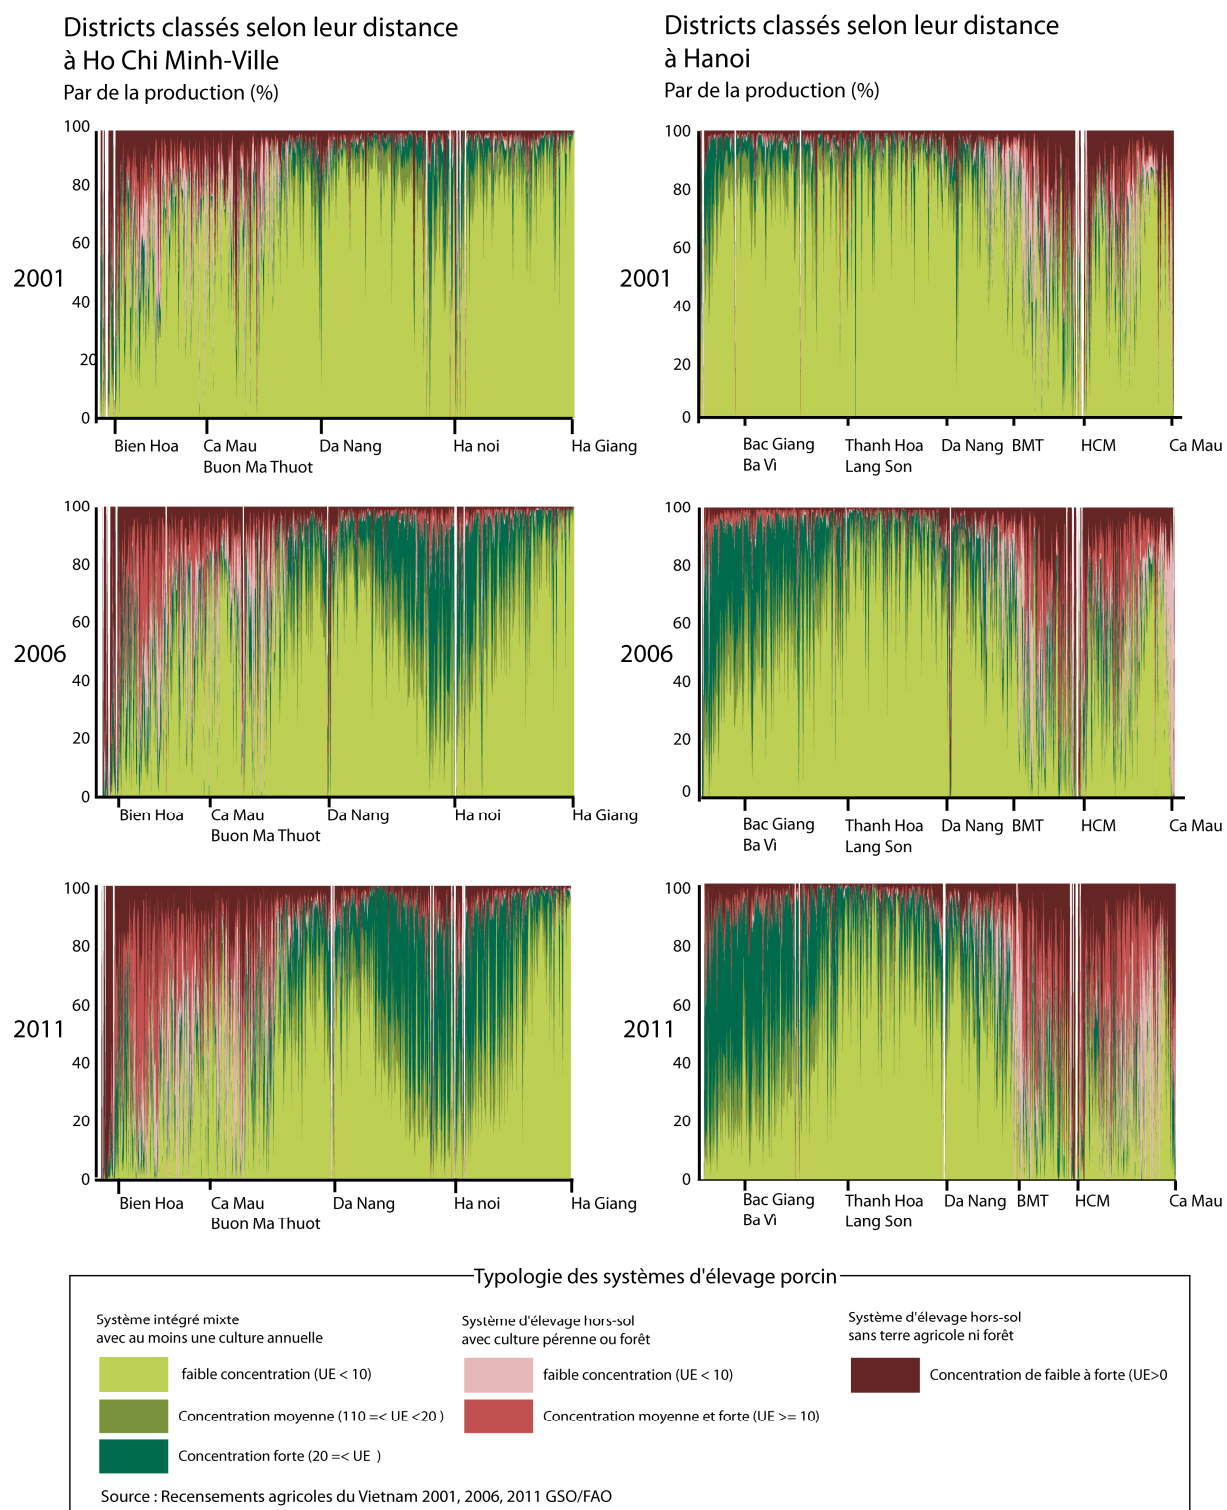 Districts classés selon leur distance
à Ho Chi Minh-Ville
Par de la production (%)
Districts classés selon leur distance
à Hanoi
Par de la production (%)
2001
100
80
60
40
20
0
Bien Hoa
Ca Mau
Buon Ma Thuot
Da Nang
Ha noi
Ha Giang
2001
100
80
60
40
20
0
Bac Giang
Ba Vì
Thanh Hoa
Lang Son
Da Nang
BMT
HCM
Ca Mau
2006
100
80
60
40
20
0
Bien Hoa
Ca Mau
Buon Ma Thuot
Da Nang
Ha noi
Ha Giang
2006
100
80
60
40
20
0
Bac Giang
Ba Vì
Thanh Hoa
Lang Son
Da Nang
BMT
HCM
Ca Mau
2011
100
80
60
40
20
0
Bien Hoa
Ca Mau
Buon Ma Thuot
Da Nang
Ha noi
Ha Giang
2011
100
80
60
40
20
0
Bac Giang
Ba Vì
Thanh Hoa
Lang Son
Da Nang
BMT
HCM
Ca Mau
Typologie des systèmes d'élevage porcin
Système intégré mixte
avec au moins une culture annuelle
faible concentration (UE < 10)
Concentration moyenne (110 =< UE <20 )
Concentration forte (20 =< UE )
Système d'élevage hors-sol
avec culture pérenne ou forêt
faible concentration (UE < 10)
Concentration moyenne et forte (UE >= 10)
Système d'élevage hors-sol
sans terre agricole ni forêt
Concentration de faible à forte (UE>0
Source : Recensements agricoles du Vietnam 2001, 2006, 2011 GSO/FAO